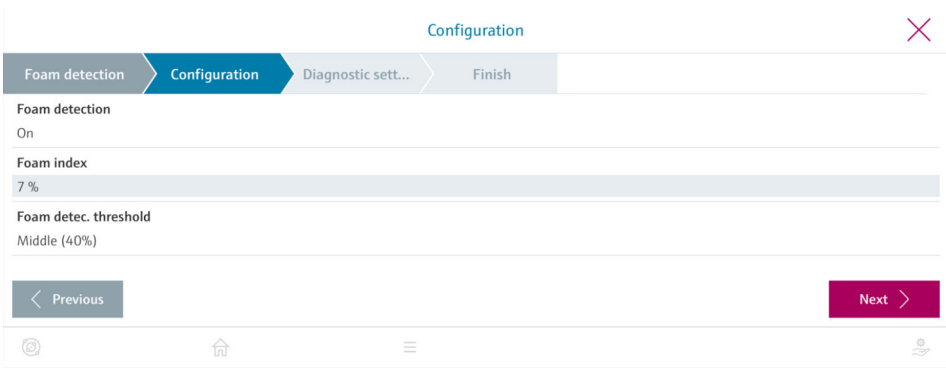 Configuration
Foam detection
Configuration
Diagnostic sett...
Finish
Foam detection
On
Foam index
7 %
Foam detec. threshold
Middle (40%)
Previous
Next